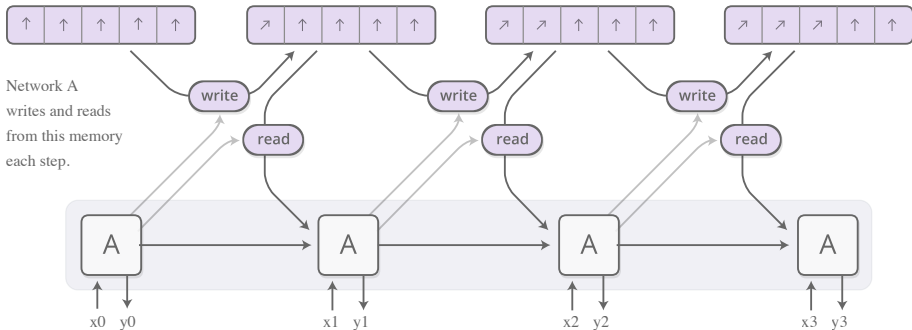 write
write
write
Network A
writes and reads
from this memory
each step.
read
read
read
A
A
A
A
x0 y0
x1 y1
x2 y2
x3 y3